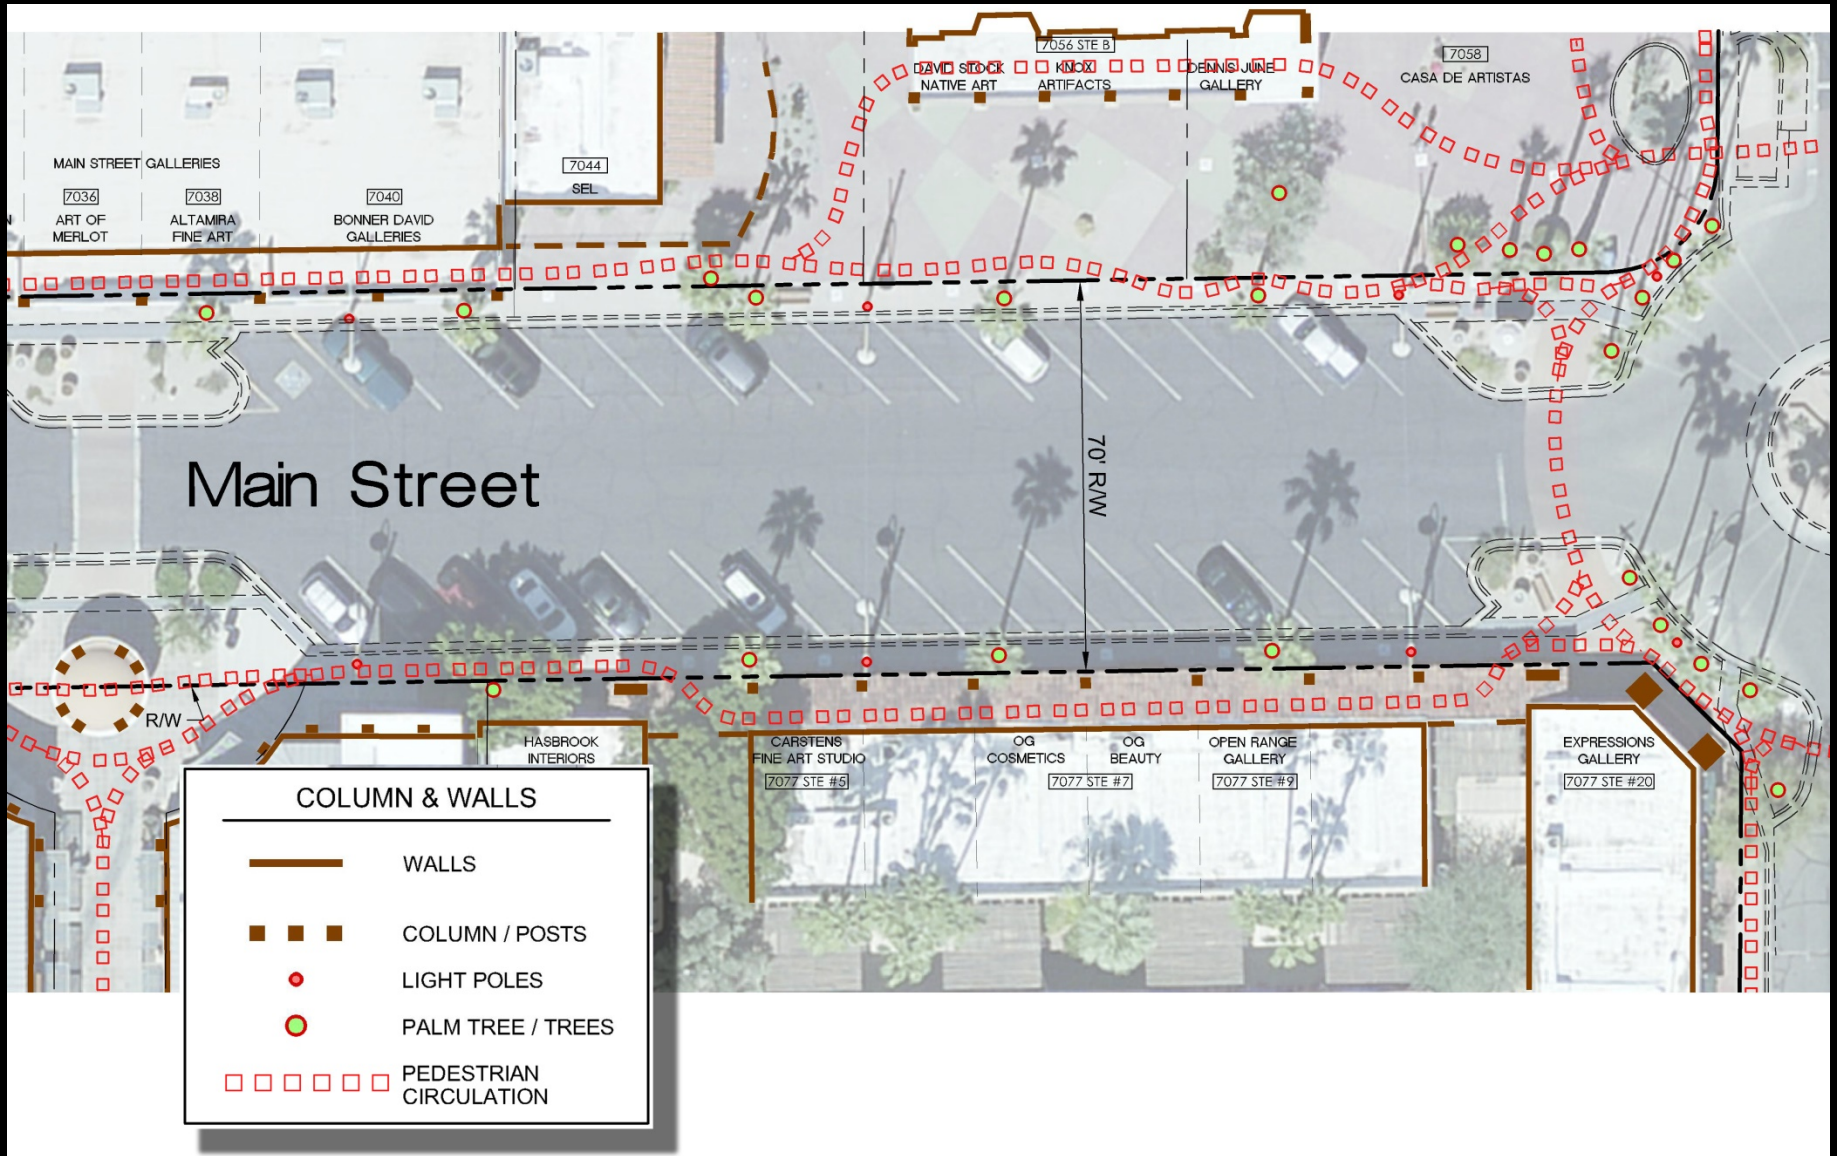 7056 STE B
DAVID STOCK
NATIVE ART
KNOX
ARTIFACTS
DENNIS JUNE
GALLERY
7058
CASA DE ARTISTAS
MAIN STREET GALLERIES
7044
SEL
7036
ART OF
MERLOT
7038
ALTAMIRA
FINE ART
7040
BONNER DAVID
GALLERIES
N
Main Street
70' R/W
R/W
HASBROOK
INTERIORS
CARSTENS
FINE ART STUDIO
7077 STE #5
OG
COSMETICS
OG
BEAUTY
7077 STE #7
OPEN RANGE
GALLERY
7077 STE #9
EXPRESSIONS
GALLERY
7077 STE #20
COLUMN & WALLS
WALLS
COLUMN / POSTS
LIGHT POLES
PALM TREE / TREES
PEDESTRIAN
CIRCULATION